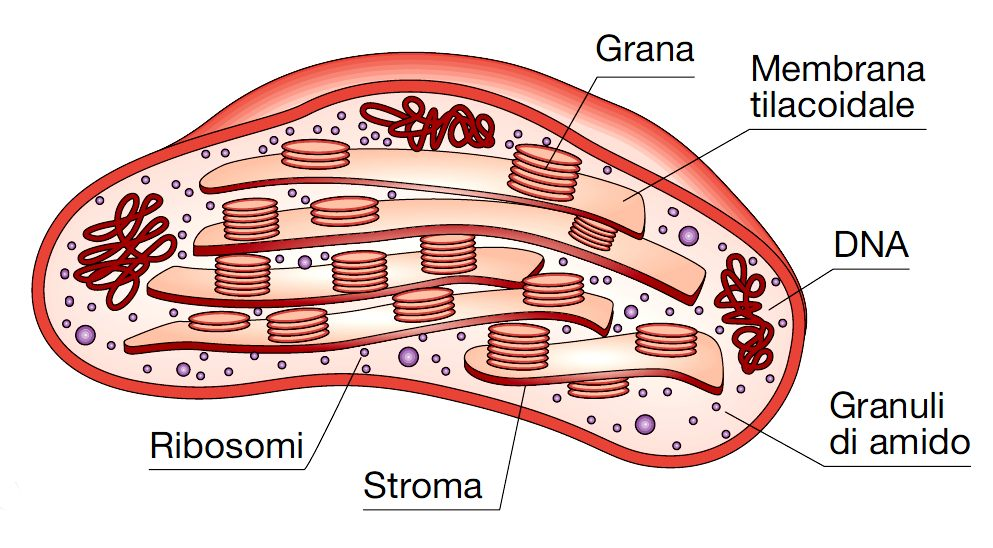 Grana
Membrana
tilacoidale
DNA
Granuli
di amido
Ribosomi
Stroma